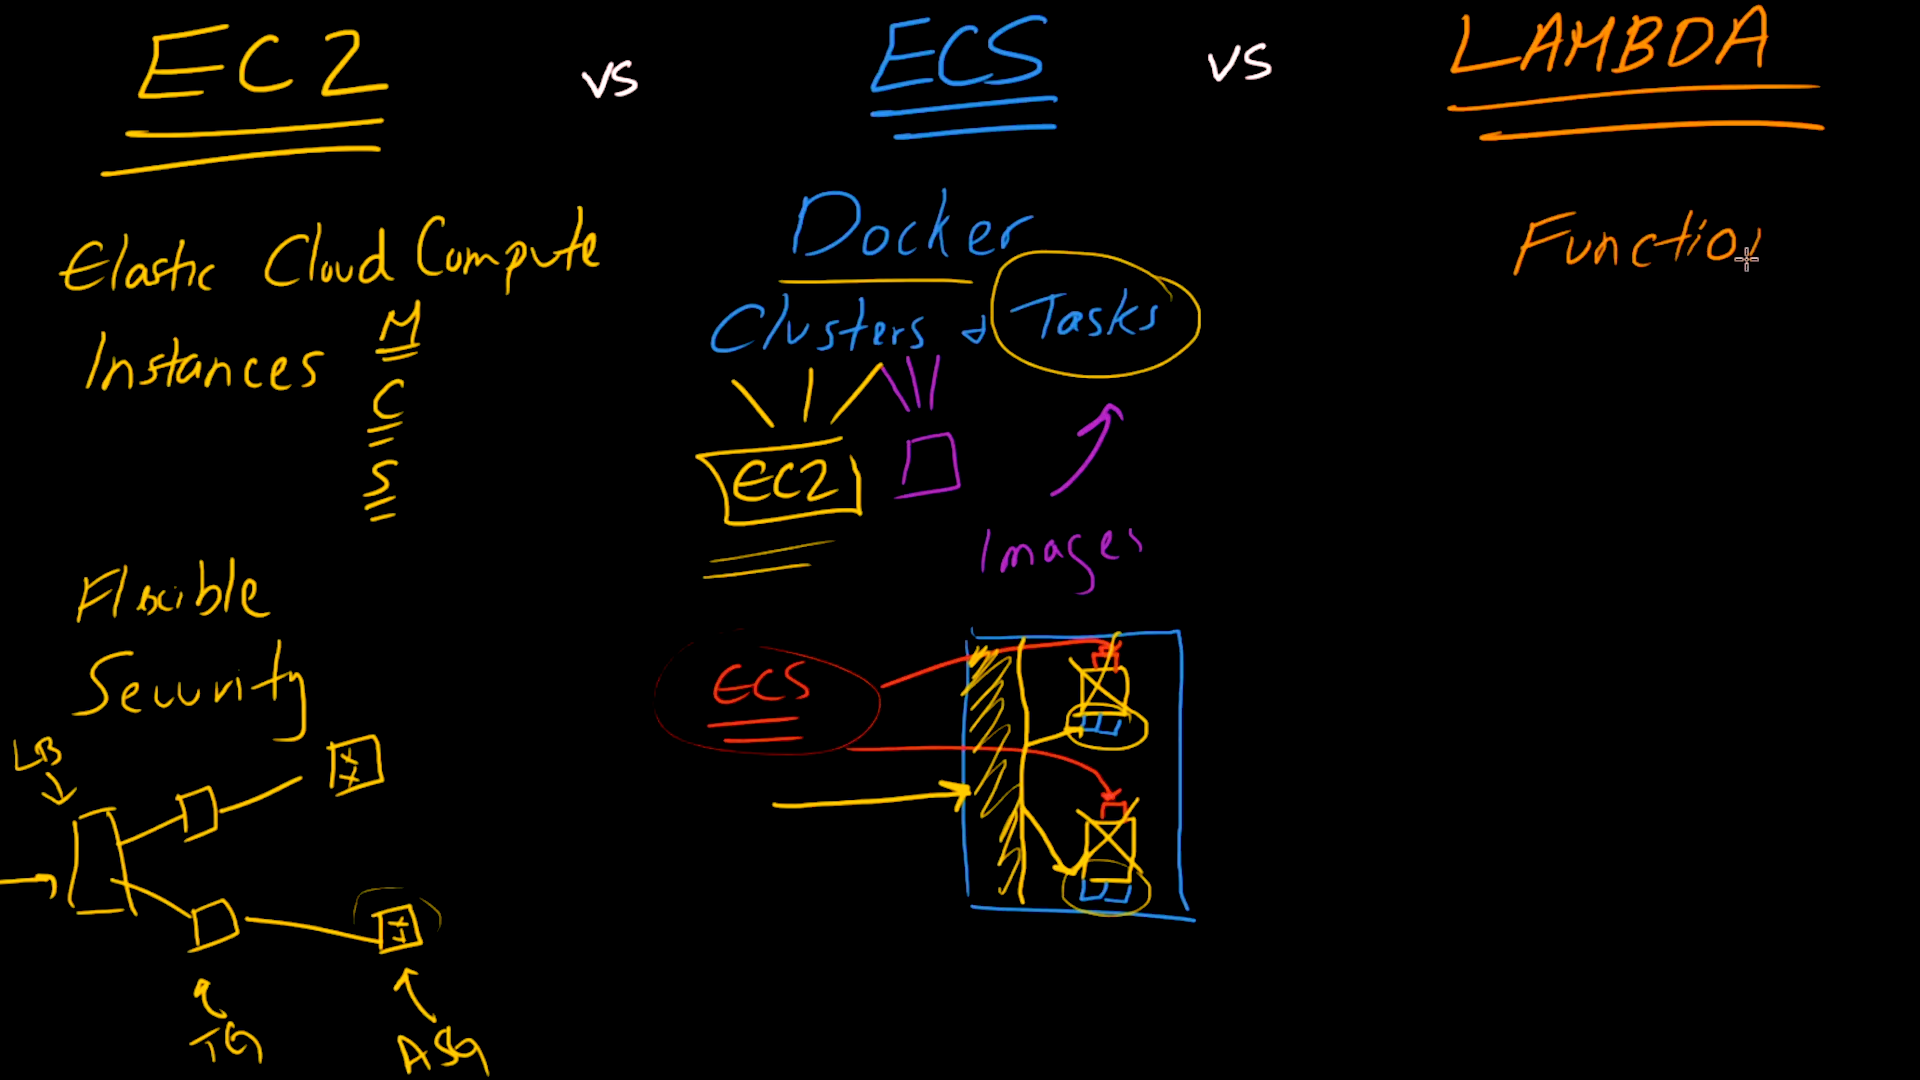 EC2 vs ECS vs LAMBDA
Elastic Cloud Compute
Instances M
C
S
Flexible
Security
LB
TG
ASG
Docker
Clusters & Tasks
EC2
Images
ECS
Function